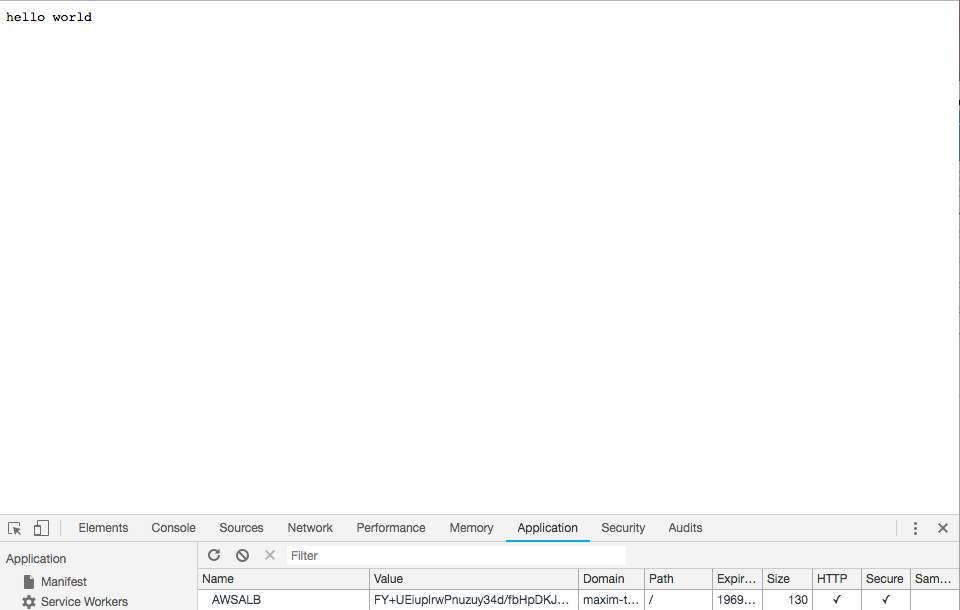 hello world
Elements Console Sources Network Performance Memory Application Security Audits
Application
Filter
Manifest
Name Value Domain Path Expir... Size HTTP Secure Sam...
Service Workers
AWSALB FY+UEiuplrwPnuzuy34d/fbHpDKJ... maxim-t... / 1969... 130 ✓ ✓